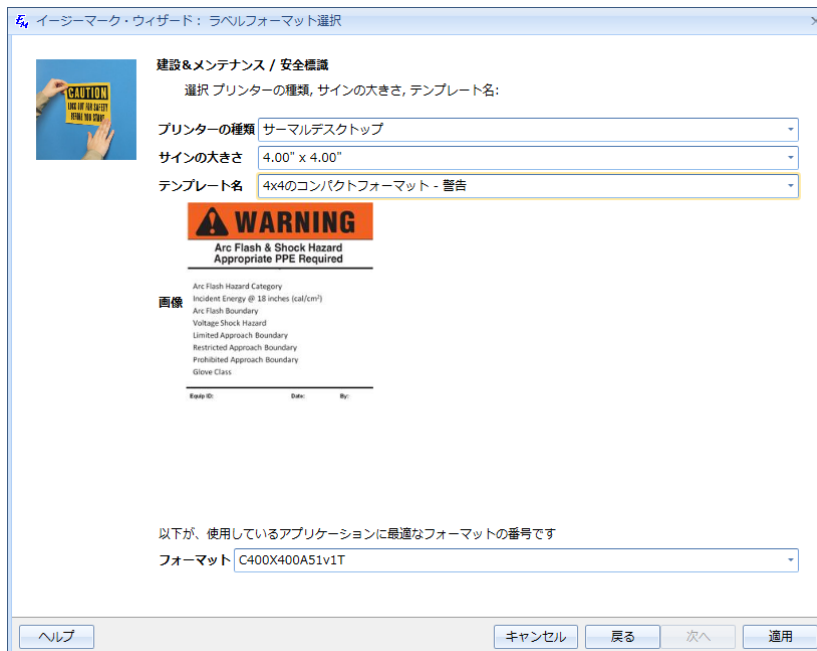 イージーマーク・ウィザード： ラベルフォーマット選択
建設&メンテナンス / 安全標識
選択 プリンターの種類, サインの大きさ, テンプレート名:
CAUTION
LOCK OUT FOR SAFETY
BEFORE YOU START
プリンターの種類 サーマルデスクトップ
サインの大きさ 4.00" x 4.00"
テンプレート名 4x4のコンパクトフォーマット - 警告
WARNING
Arc Flash & Shock Hazard
Appropriate PPE Required
画像
Arc Flash Hazard Category
Incident Energy @ 18 inches (cal/cm²)
Arc Flash Boundary
Voltage Shock Hazard
Limited Approach Boundary
Restricted Approach Boundary
Prohibited Approach Boundary
Glove Class
Equip ID: Date: By:
以下が、使用しているアプリケーションに最適なフォーマットの番号です
フォーマット C400X400A51v1T
ヘルプ キャンセル 戻る 次へ 適用